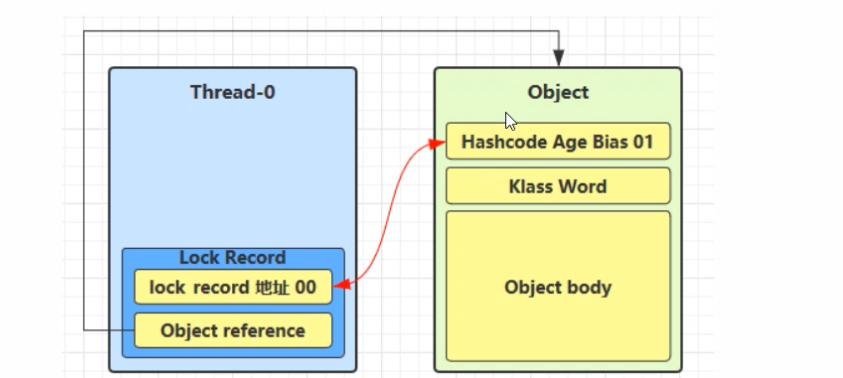 Thread-0
Lock Record
lock record 地址 00
Object reference
Object
Hashcode Age Bias 01
Klass Word
Object body